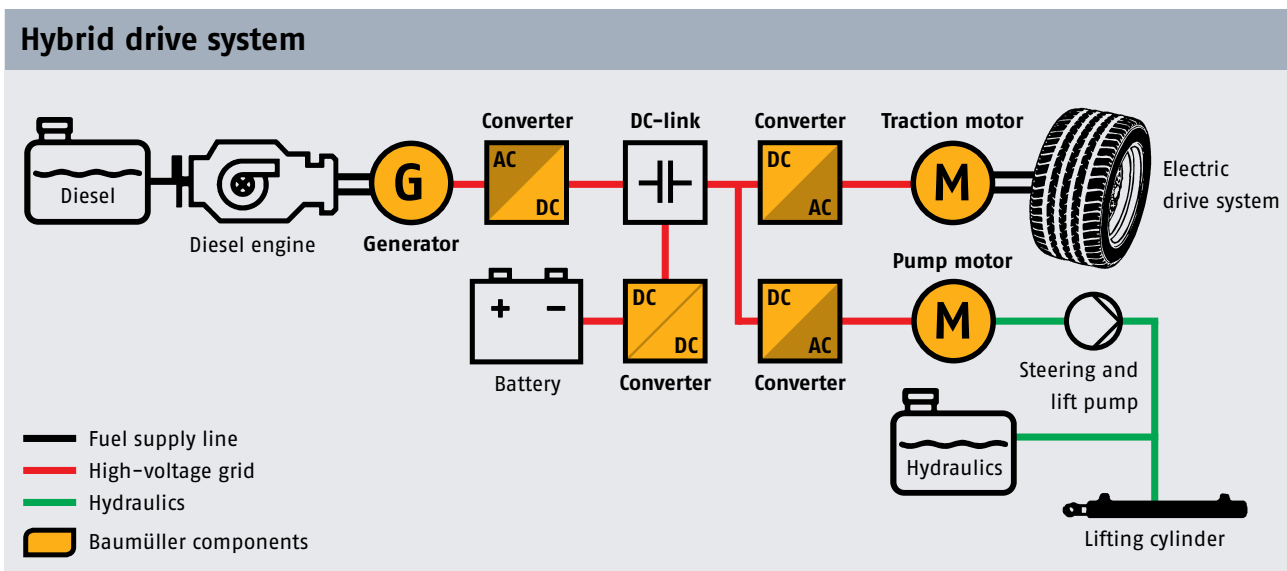 Hybrid drive system
Converter
DC-link
Converter
Traction motor
AC
DC
DC
AC
G
M
Diesel
Electric
drive system
Diesel engine
Generator
Pump motor
+ −
DC
DC
DC
AC
M
Battery
Converter
Converter
Steering and
lift pump
Fuel supply line
High-voltage grid
Hydraulics
Baumüller components
Hydraulics
Lifting cylinder